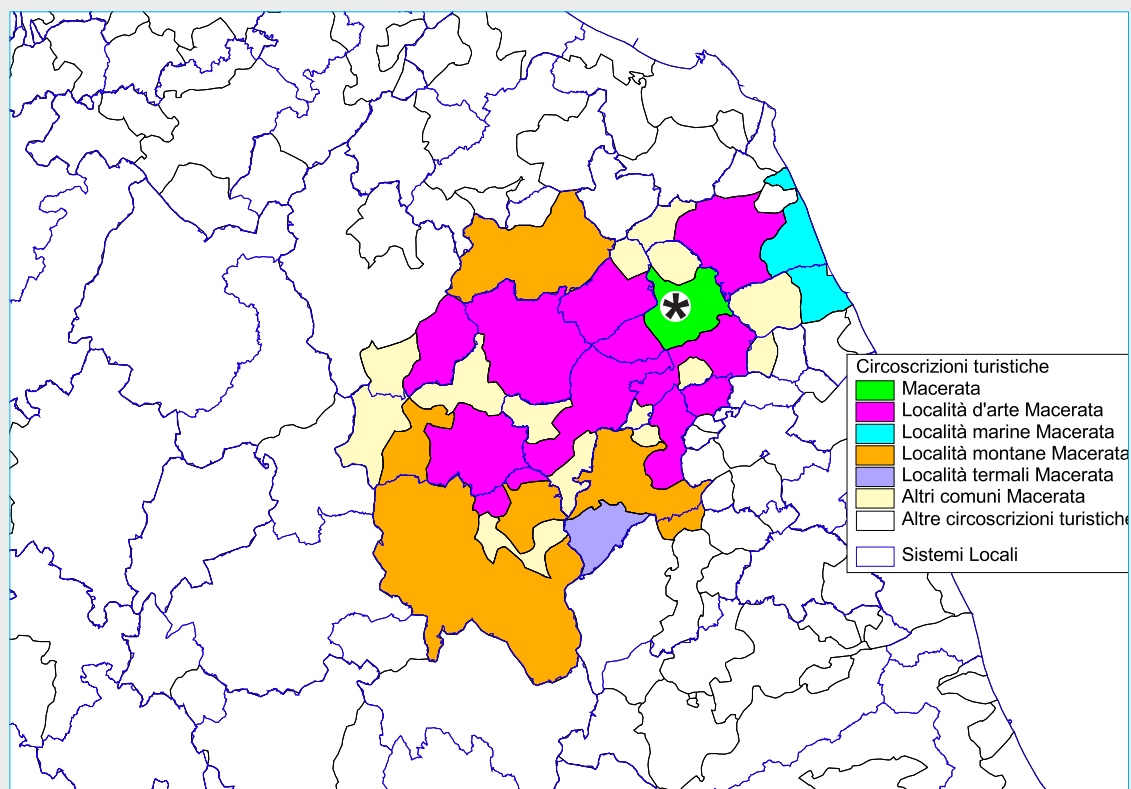 Circoscrizioni turistiche
Macerata
Località d'arte Macerata
Località marine Macerata
Località montane Macerata
Località termali Macerata
Altri comuni Macerata
Altre circoscrizioni turistiche
Sistemi Locali